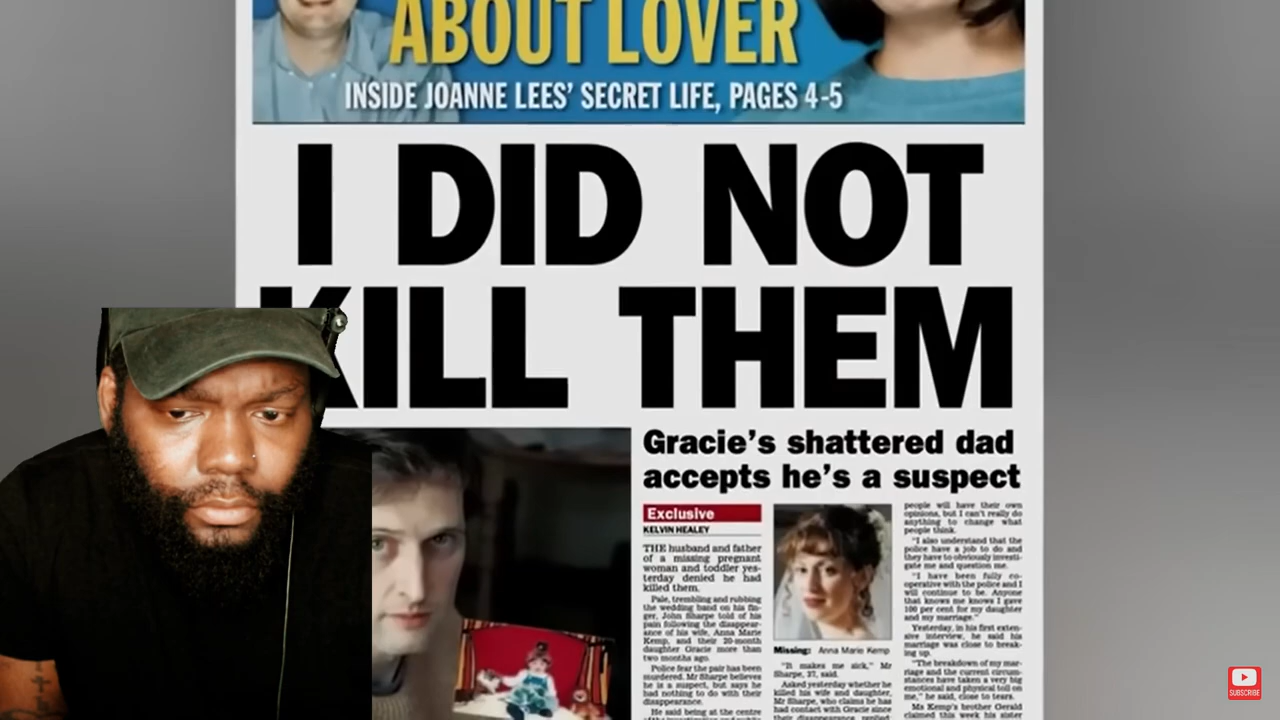 ABOUT LOVER
INSIDE JOANNE LEES' SECRET LIFE, PAGES 4-5
I DID NOT
KILL THEM
Gracie's shattered dad
accepts he's a suspect
Exclusive
KELVIN HEALEY
THE husband and father
of a missing pregnant
woman and toddler yes-
terday denied he had
killed them.
Pale, trembling and rubbing
the wedding band on his fin-
ger, John Sharpe told of his
pain following the disappear-
ance of his wife, Anna Marie
Kemp, and their 20-month
daughter Gracie more than
two months ago.
Police fear the pair has been
murdered. Mr Sharpe believes
he is a suspect, but says he
had nothing to do with their
disappearance.
He said being at the centre
Missing: Anna Marie Kemp
"It makes me sick," Mr
Sharpe, 37, said.
Asked yesterday whether he
killed his wife and daughter,
Mr Sharpe, who claims he has
had contact with Gracie since
their disappearance, replied:
people will have their own
opinions, but I can't really do
anything to change what
people think.
"I also understand that the
police have a job to do and
they have to obviously investi-
gate me and question me.
"I have been fully co-
operative with the police and I
will continue to be. Anyone
that knows me knows I gave
100 per cent for my daughter
and my marriage."
Yesterday, in his first exten-
sive interview, he said his
marriage was close to break-
ing up.
"The breakdown of my mar-
riage and the current circum-
stances have taken a very big
emotional and physical toll on
me," he said, close to tears.
Ms Kemp's brother Gerald
claimed this week his sister
SUBSCRIBE